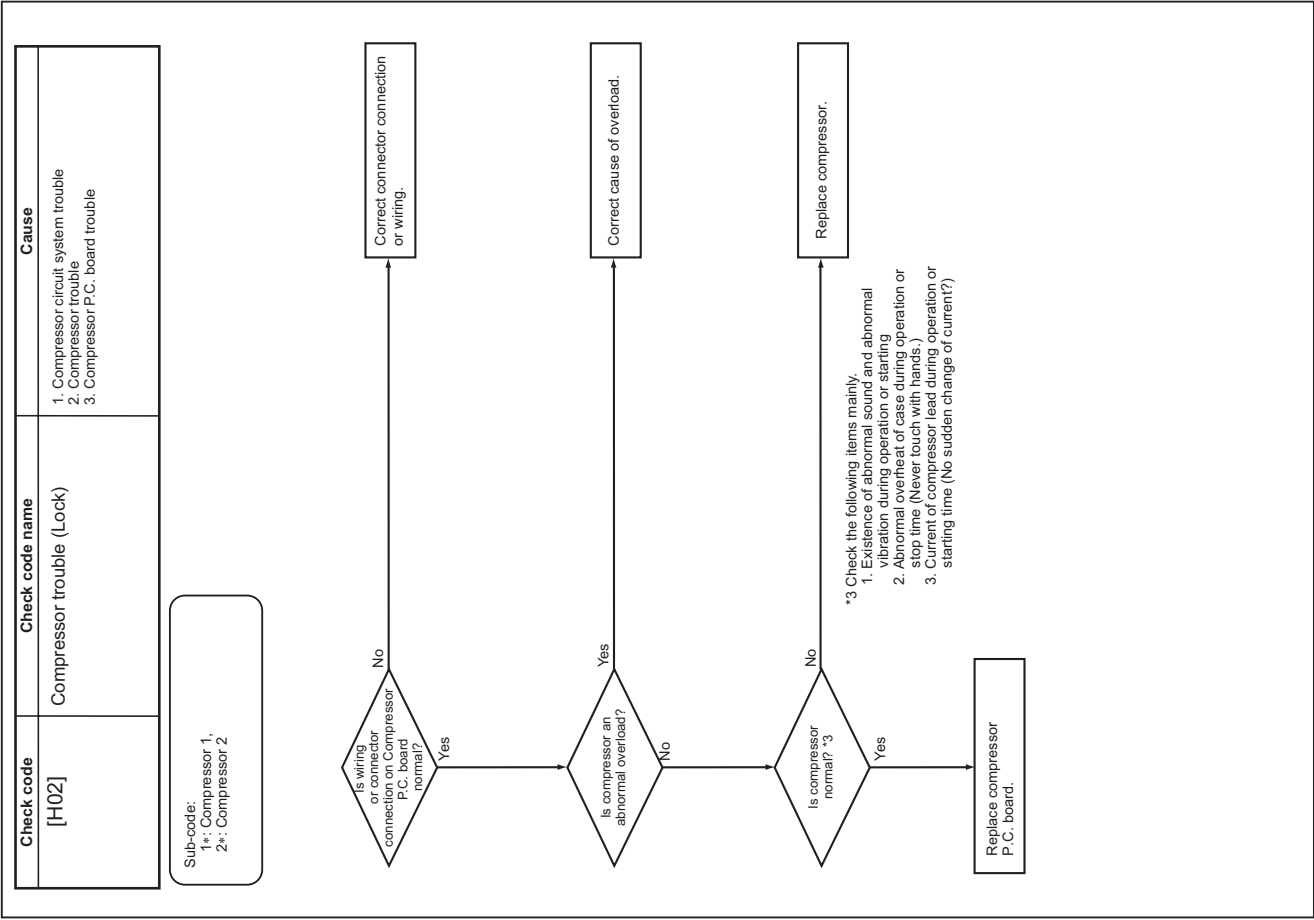 Check code
Check code name
Cause
[H02]
Compressor trouble (Lock)
1. Compressor circuit system trouble
2. Compressor trouble
3. Compressor P.C. board trouble
Sub-code:
1*: Compressor 1,
2*: Compressor 2
Is wiring
or connector
connection on Compressor
P.C. board
normal?
No
Correct connector connection
or wiring.
Yes
Is compressor an
abnormal overload?
Yes
Correct cause of overload.
No
Is compressor
normal? *3
No
Replace compressor.
Yes
*3 Check the following items mainly.
1. Existence of abnormal sound and abnormal
vibration during operation or starting
2. Abnormal overheat of case during operation or
stop time (Never touch with hands.)
3. Current of compressor lead during operation or
starting time (No sudden change of current?)
Replace compressor
P.C. board.